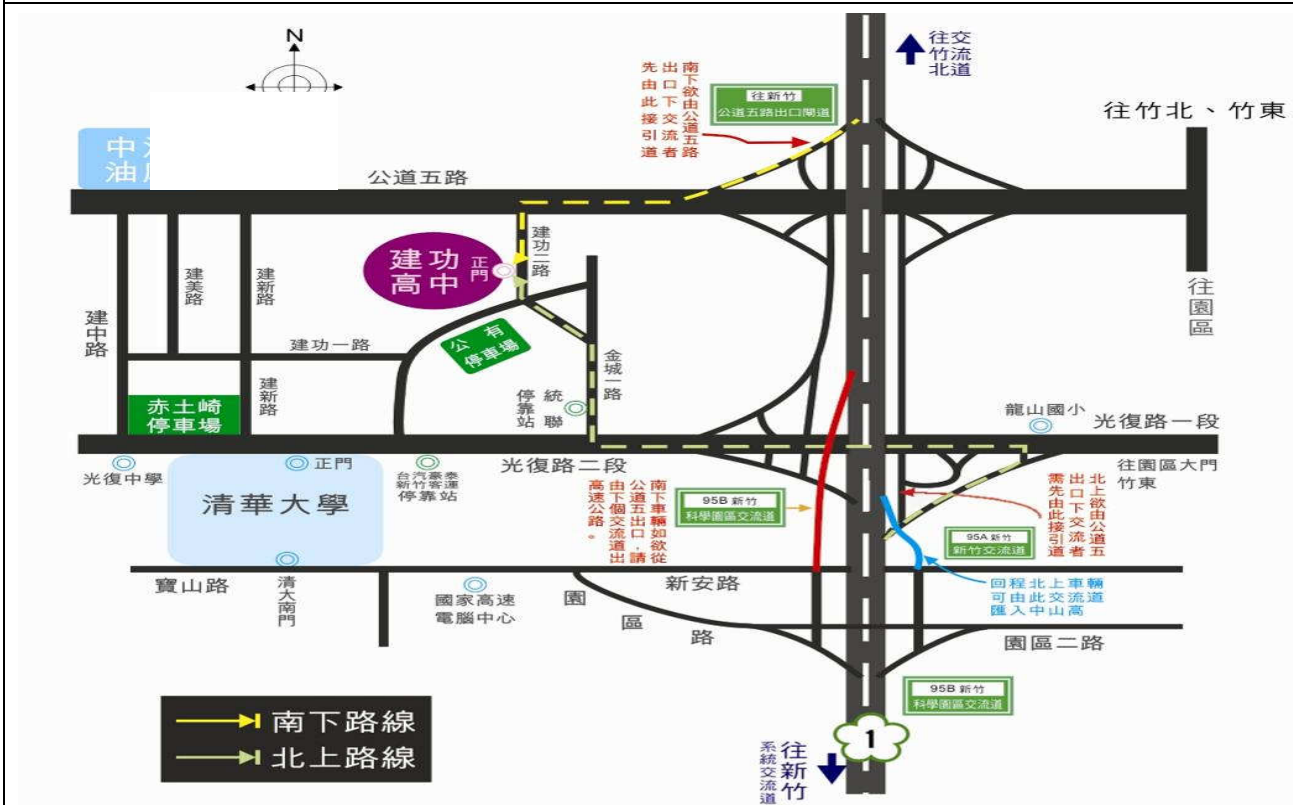 N
往交流
竹北道
南下欲由公道五路
出口下交流道者
先由此接引道
往新竹
公道五路出口閘道
往竹北、竹東
中
油
公道五路
建功
高中
正門
建功二路
建美路
建新路
建中路
往園區
建功一路
公有
停車場
金城一路
建新路
統聯
停靠站
赤土崎
停車場
龍山國小
光復路一段
光復中學
正門
台汽豪泰
新竹客運
停靠站
光復路二段
往園區大門
竹東
清華大學
南下車輛如欲從
公道五出口,請
由下個交流道出
高速公路。
95B 新竹
科學園區交流道
北上欲由公道五
出口下交流道者
需先由此接引道
95A 新竹
新竹交流道
寶山路
清大南門
國家高速
電腦中心
園區路
新安路
回程北上車輛
可由此交流道
匯入中山高
園區二路
95B 新竹
科學園區交流道
南下路線
北上路線
1
往新竹
系統交流道